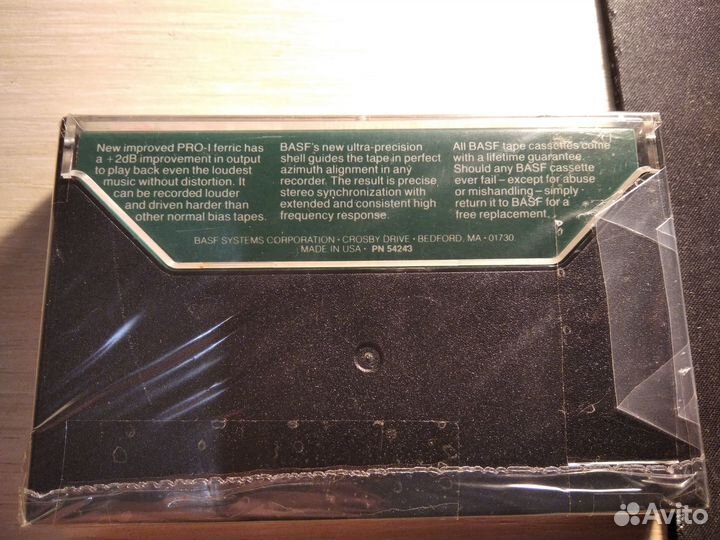 New improved PRO-I ferric has
a +2dB improvement in output
to play back even the loudest
music without distortion. It
can be recorded louder
and driven harder than
other normal bias tapes.
BASF's new ultra-precision
shell guides the tape in perfect
azimuth alignment in any
recorder. The result is precise
stereo synchronization with
extended and consistent high
frequency response.
All BASF tape cassettes come
with a lifetime guarantee.
Should any BASF cassette
ever fail – except for abuse
or mishandling – simply
return it to BASF for a
free replacement.
BASF SYSTEMS CORPORATION • CROSBY DRIVE • BEDFORD, MA • 01730
MADE IN USA • PN 54243
Avito